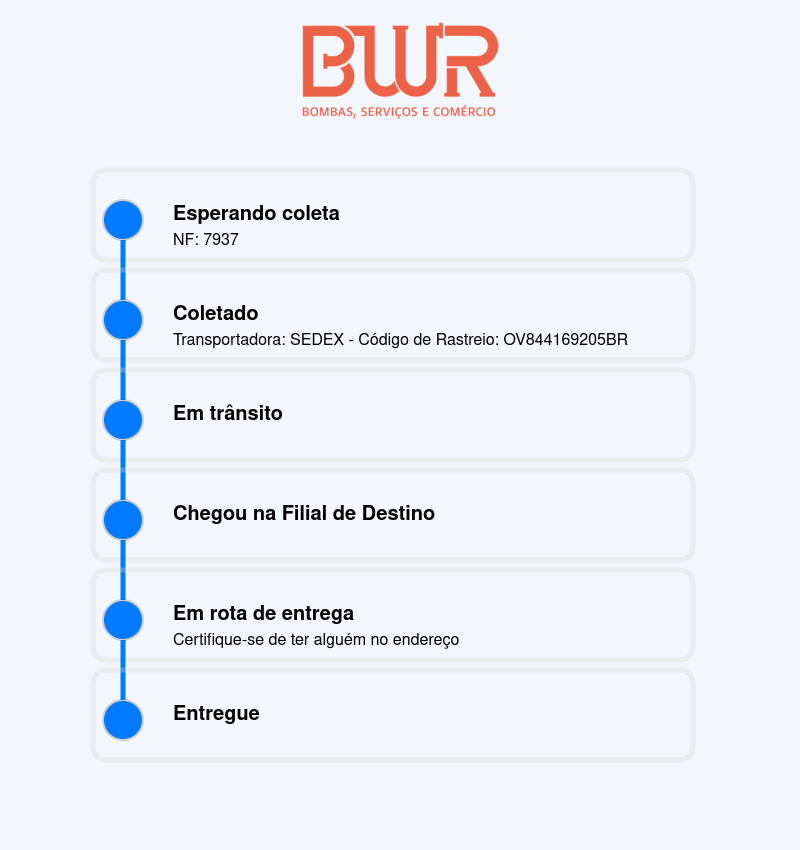 BWR
BOMBAS, SERVIÇOS E COMÉRCIO
Esperando coleta
NF: 7937
Coletado
Transportadora: SEDEX - Código de Rastreio: OV844169205BR
Em trânsito
Chegou na Filial de Destino
Em rota de entrega
Certifique-se de ter alguém no endereço
Entregue